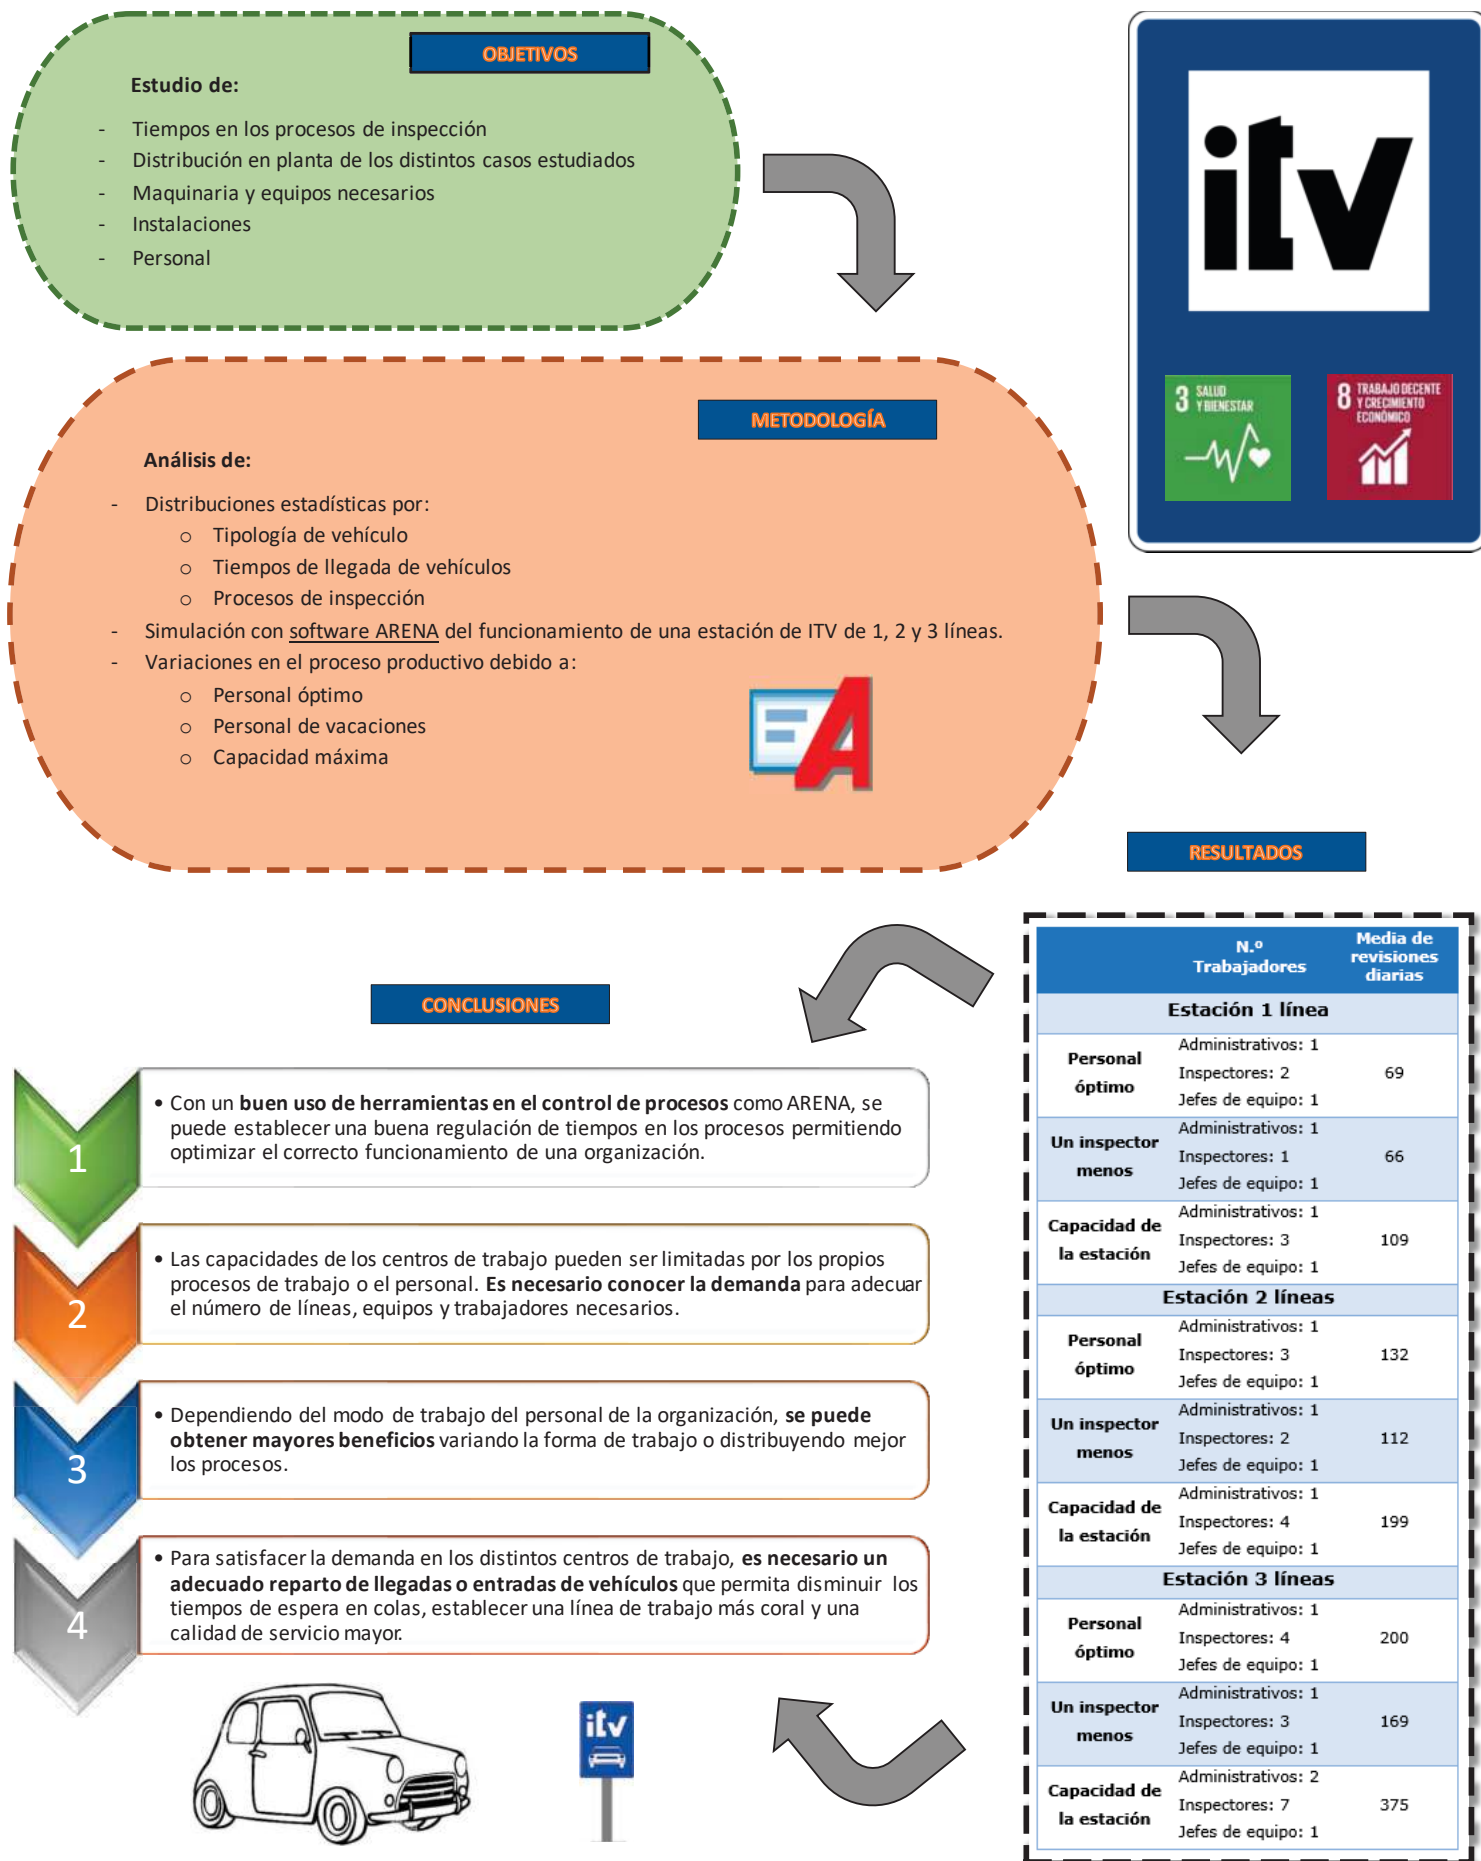 OBJETIVOS
Estudio de:
- Tiempos en los procesos de inspección
- Distribución en planta de los distintos casos estudiados
- Maquinaria y equipos necesarios
- Instalaciones
- Personal
itv
3 SALUD
Y BIENESTAR
8 TRABAJO DECENTE
Y CRECIMIENTO
ECONÓMICO
METODOLOGÍA
Análisis de:
- Distribuciones estadísticas por:
o Tipología de vehículo
o Tiempos de llegada de vehículos
o Procesos de inspección
- Simulación con software ARENA del funcionamiento de una estación de ITV de 1, 2 y 3 líneas.
- Variaciones en el proceso productivo debido a:
o Personal óptimo
o Personal de vacaciones
o Capacidad máxima
A
RESULTADOS
N.º
Trabajadores
Media de
revisiones
diarias
Estación 1 línea
Personal
óptimo
Administrativos: 1
Inspectores: 2
Jefes de equipo: 1
69
Un inspector
menos
Administrativos: 1
Inspectores: 1
Jefes de equipo: 1
66
Capacidad de
la estación
Administrativos: 1
Inspectores: 3
Jefes de equipo: 1
109
Estación 2 líneas
Personal
óptimo
Administrativos: 1
Inspectores: 3
Jefes de equipo: 1
132
Un inspector
menos
Administrativos: 1
Inspectores: 2
Jefes de equipo: 1
112
Capacidad de
la estación
Administrativos: 1
Inspectores: 4
Jefes de equipo: 1
199
Estación 3 líneas
Personal
óptimo
Administrativos: 1
Inspectores: 4
Jefes de equipo: 1
200
Un inspector
menos
Administrativos: 1
Inspectores: 3
Jefes de equipo: 1
169
Capacidad de
la estación
Administrativos: 2
Inspectores: 7
Jefes de equipo: 1
375
CONCLUSIONES
1
• Con un buen uso de herramientas en el control de procesos como ARENA, se
puede establecer una buena regulación de tiempos en los procesos permitiendo
optimizar el correcto funcionamiento de una organización.
2
• Las capacidades de los centros de trabajo pueden ser limitadas por los propios
procesos de trabajo o el personal. Es necesario conocer la demanda para adecuar
el número de líneas, equipos y trabajadores necesarios.
3
• Dependiendo del modo de trabajo del personal de la organización, se puede
obtener mayores beneficios variando la forma de trabajo o distribuyendo mejor
los procesos.
4
• Para satisfacer la demanda en los distintos centros de trabajo, es necesario un
adecuado reparto de llegadas o entradas de vehículos que permita disminuir los
tiempos de espera en colas, establecer una línea de trabajo más coral y una
calidad de servicio mayor.
itv